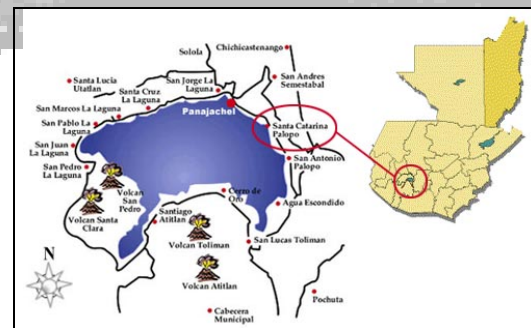 Solola
Chichicastenango
Santa Lucia
Utatlan
San Jorge La
Laguna
San Andres
Semestabal
Santa Cruz
La Laguna
San Marcos La Laguna
Panajachel
San Pablo La
Laguna
Santa Catarina
Palopo
San Juan
La Laguna
San Antonio
Palopo
San Pedro
La Laguna
Volcan
San
Pedro
Cerro de
Oro
Volcan Santa
Clara
Agua Escondido
Santiago
Atitlan
Volcan Toliman
San Lucas Toliman
N
Volcan Atitlan
Pochuta
Cabecera
Municipal